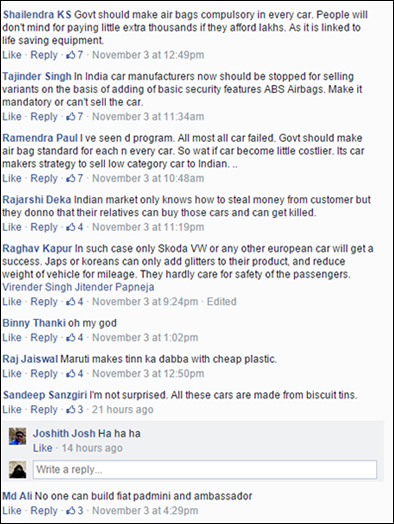 Shailendra KS Govt should make air bags compulsory in every car. People will
don't mind for paying little extra thousands if they afford lakhs. As it is linked to
life saving equipment.
Like · Reply · 7 · November 3 at 12:49pm
Tajinder Singh In India car manufacturers now should be stopped for selling
variants on the basis of adding of basic security features ABS Airbags. Make it
mandatory or can't sell the car.
Like · Reply · 7 · November 3 at 11:34am
Ramendra Paul I ve seen d program. All most all car failed. Govt should make
air bag standard for each n every car. So wat if car become little costlier. Its car
makers strategy to sell low category car to Indian. ..
Like · Reply · 7 · November 3 at 10:48am
Rajarshi Deka Indian market only knows how to steal money from customer but
they donno that their relatives can buy those cars and can get killed.
Like · Reply · 4 · November 3 at 11:19pm
Raghav Kapur In such case only Skoda VW or any other european car will get a
success. Japs or koreans can only add glitters to their product, and reduce
weight of vehicle for mileage. They hardly care for safety of the passengers.
Virender Singh Jitender Papneja
Like · Reply · 4 · November 3 at 9:24pm · Edited
Binny Thanki oh my god
Like · Reply · 4 · November 3 at 1:02pm
Raj Jaiswal Maruti makes tinn ka dabba with cheap plastic.
Like · Reply · 4 · November 3 at 12:50pm
Sandeep Sanzgiri I'm not surprised. All these cars are made from biscuit tins.
Like · Reply · 3 · 21 hours ago
Joshith Josh Ha ha ha
Like · 14 hours ago
Write a reply...
Md Ali No one can build fiat padmini and ambassador
Like · Reply · 3 · November 3 at 4:29pm